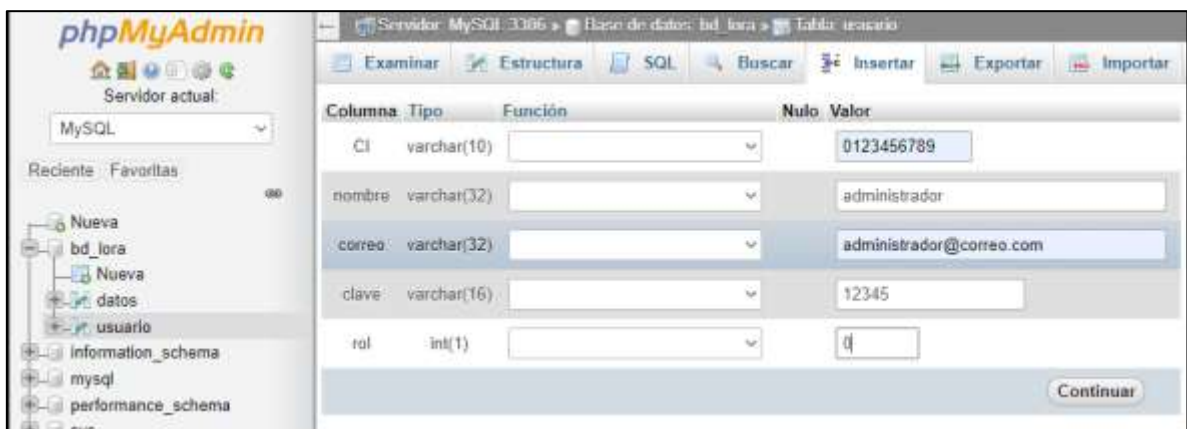 phpMyAdmin
Servidor actual:
MySQL
Reciente Favoritas
Nueva
bd_lora
Nueva
datos
usuario
information_schema
mysql
performance_schema
sys
Servidor: MySQL:3306 » Base de datos: bd_lora » Tabla: usuario
Examinar Estructura SQL Buscar Insertar Exportar Importar
Columna Tipo Función Nulo Valor
CI varchar(10) 0123456789
nombre varchar(32) administrador
correo varchar(32) administrador@correo.com
clave varchar(16) 12345
rol int(1) 0
Continuar